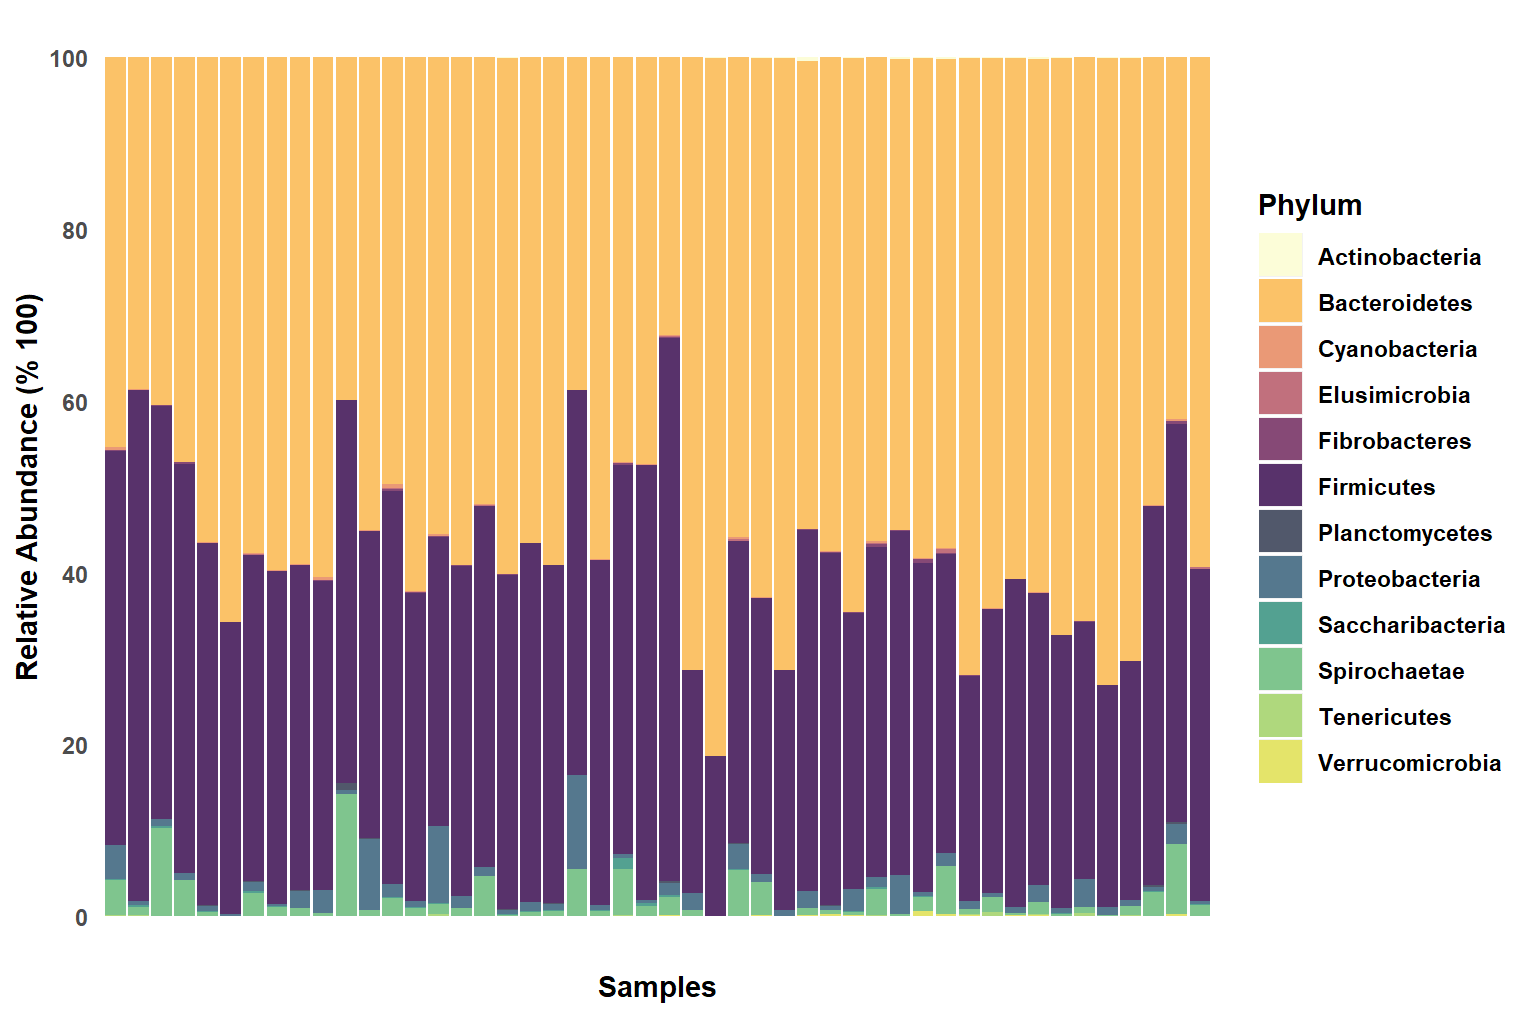 100
80
60
40
20
0
Relative Abundance (% 100)
Samples
Phylum
Actinobacteria
Bacteroidetes
Cyanobacteria
Elusimicrobia
Fibrobacteres
Firmicutes
Planctomycetes
Proteobacteria
Saccharibacteria
Spirochaetae
Tenericutes
Verrucomicrobia